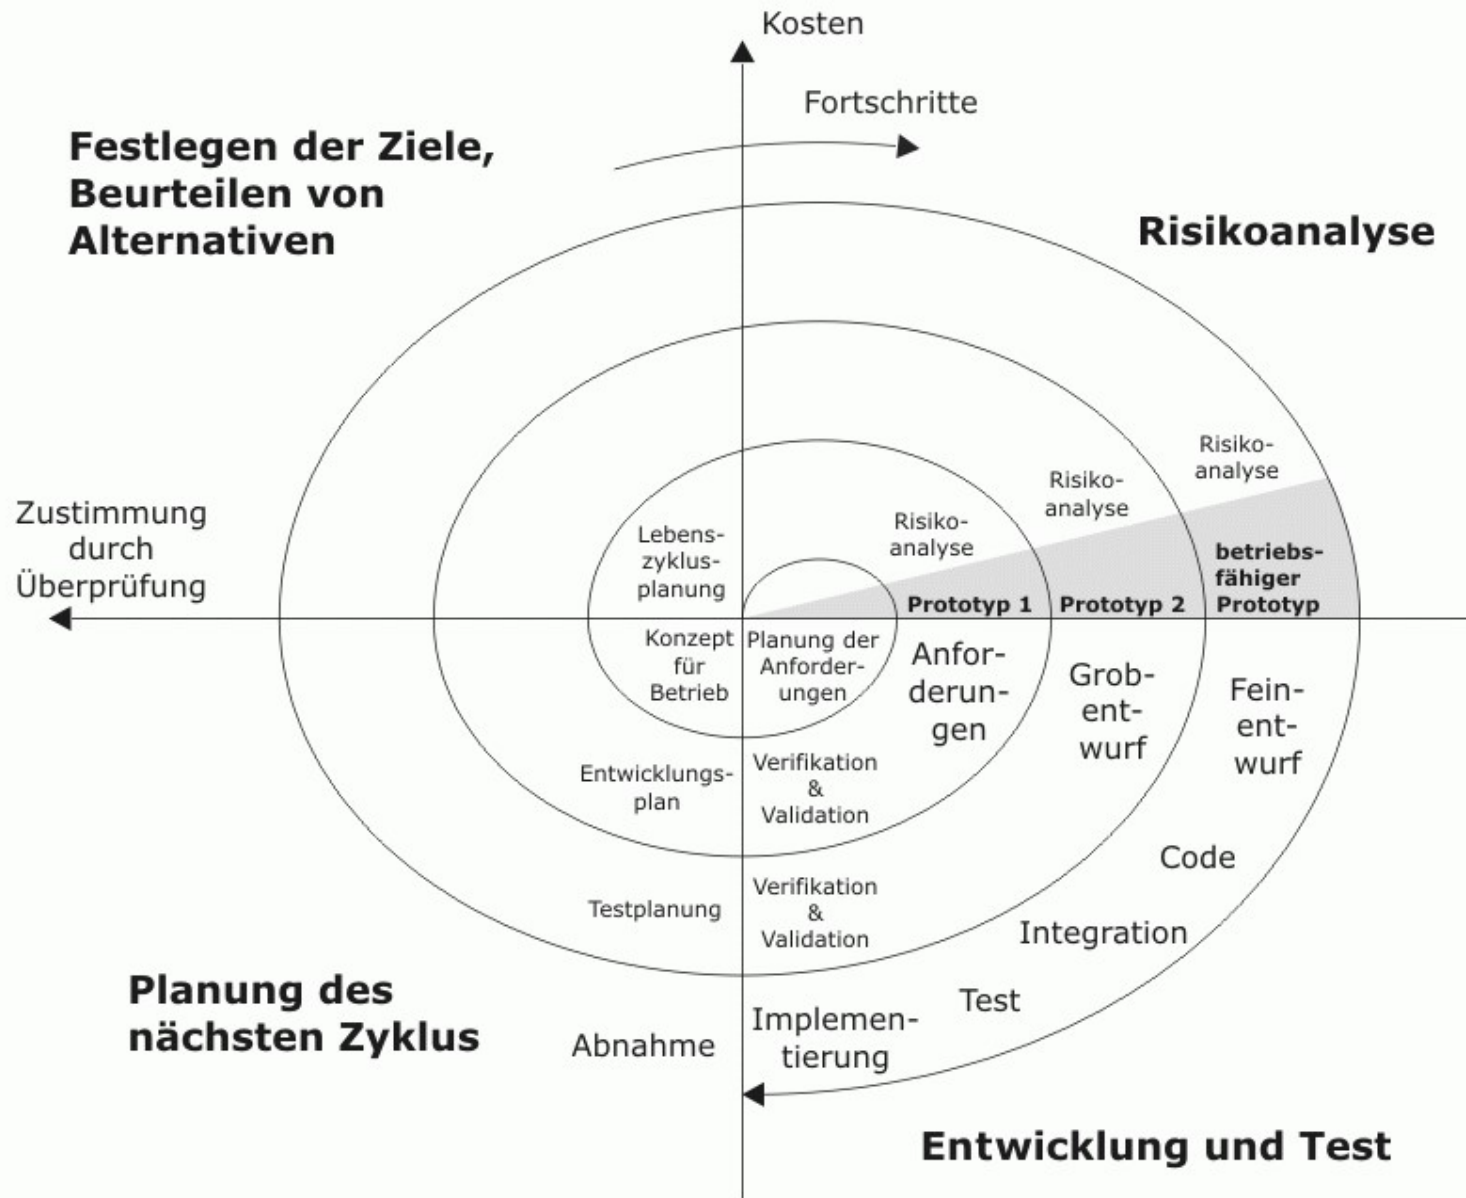 Kosten
Fortschritte
Festlegen der Ziele,
Beurteilen von
Alternativen
Risikoanalyse
Zustimmung
durch
Überprüfung
Lebens-
zyklus-
planung
Risiko-
analyse
Risiko-
analyse
Risiko-
analyse
Prototyp 1
Prototyp 2
betriebs-
fähiger
Prototyp
Konzept
für
Betrieb
Planung der
Anforder-
ungen
Anfor-
derun-
gen
Grob-
ent-
wurf
Fein-
ent-
wurf
Entwicklungs-
plan
Verifikation
&
Validation
Code
Testplanung
Verifikation
&
Validation
Integration
Test
Planung des
nächsten Zyklus
Abnahme
Implemen-
tierung
Entwicklung und Test